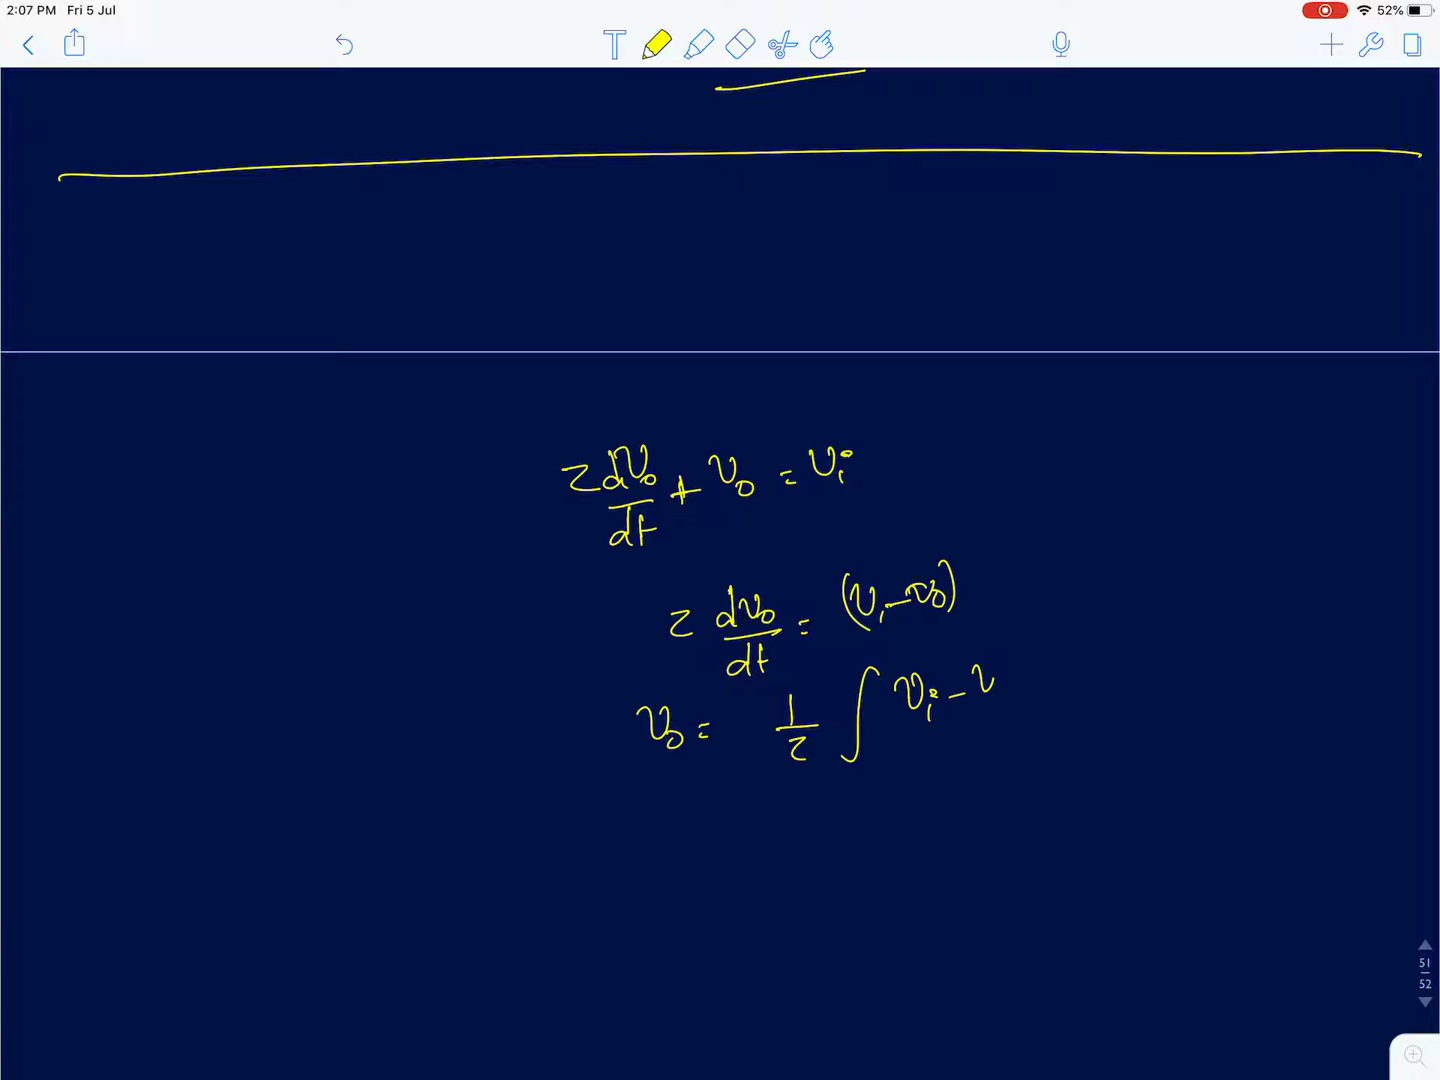 2:07 PM Fri 5 Jul 52%
T
τ dv₀/dt + v₀ = vᵢ
τ dv₀/dt = (vᵢ - v₀)
v₀ = 1/τ ∫ vᵢ - v
51
52